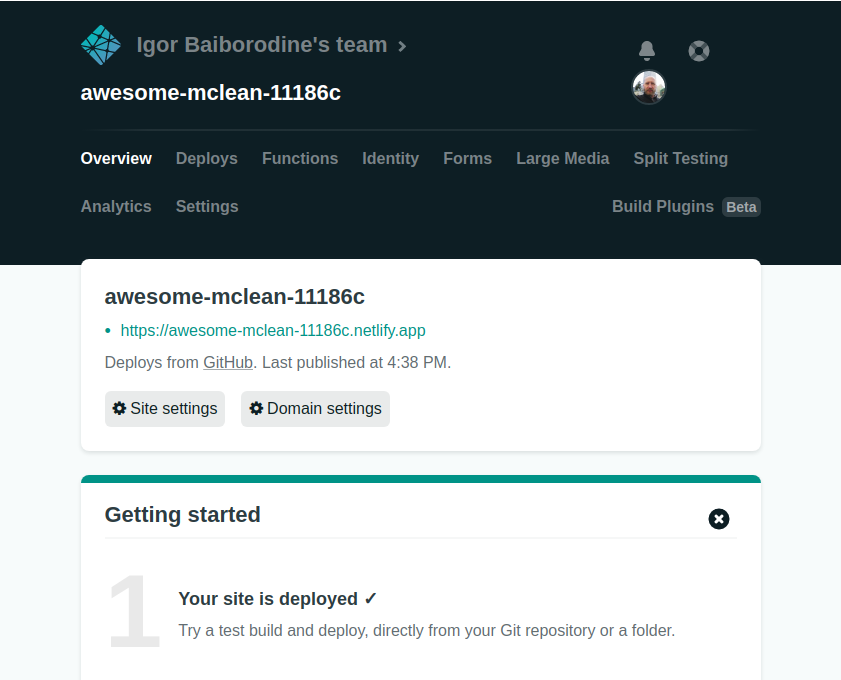 Igor Baiborodine's team
awesome-mclean-11186c
Overview Deploys Functions Identity Forms Large Media Split Testing
Analytics Settings Build Plugins Beta
awesome-mclean-11186c
• https://awesome-mclean-11186c.netlify.app
Deploys from GitHub. Last published at 4:38 PM.
Site settings Domain settings
Getting started
1
Your site is deployed ✓
Try a test build and deploy, directly from your Git repository or a folder.